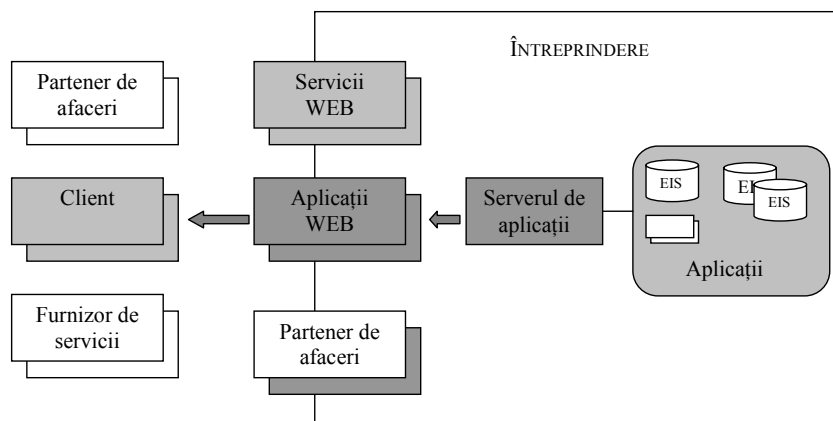 ÎNTREPRINDERE
Partener de
afaceri
Servicii
WEB
Client
Aplicații
WEB
Serverul de
aplicații
EIS
EIS
Aplicații
Furnizor de
servicii
Partener de
afaceri